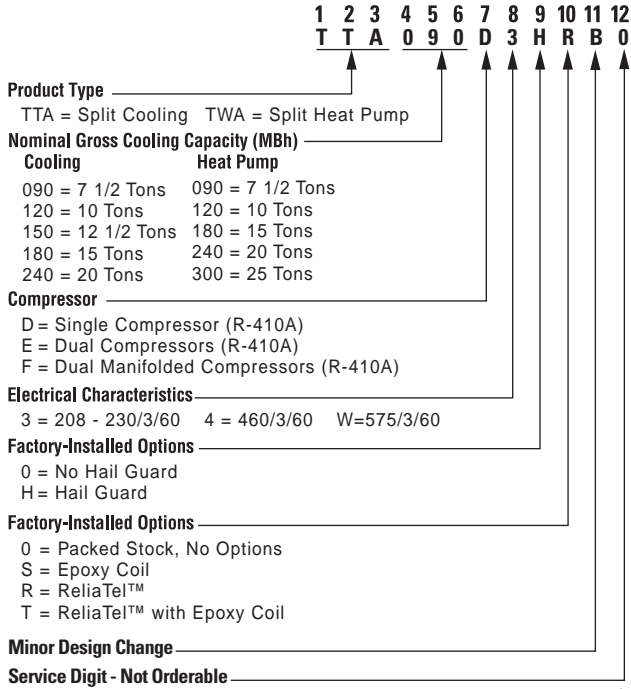 1 2 3 4 5 6 7 8 9 10 11 12
T T A 0 9 0 D 3 H R B 0
Product Type
TTA = Split Cooling TWA = Split Heat Pump
Nominal Gross Cooling Capacity (MBh)
Cooling Heat Pump
090 = 7 1/2 Tons 090 = 7 1/2 Tons
120 = 10 Tons 120 = 10 Tons
150 = 12 1/2 Tons 180 = 15 Tons
180 = 15 Tons 240 = 20 Tons
240 = 20 Tons 300 = 25 Tons
Compressor
D = Single Compressor (R-410A)
E = Dual Compressors (R-410A)
F = Dual Manifolded Compressors (R-410A)
Electrical Characteristics
3 = 208 - 230/3/60 4 = 460/3/60 W=575/3/60
Factory-Installed Options
0 = No Hail Guard
H = Hail Guard
Factory-Installed Options
0 = Packed Stock, No Options
S = Epoxy Coil
R = ReliaTel™
T = ReliaTel™ with Epoxy Coil
Minor Design Change
Service Digit - Not Orderable